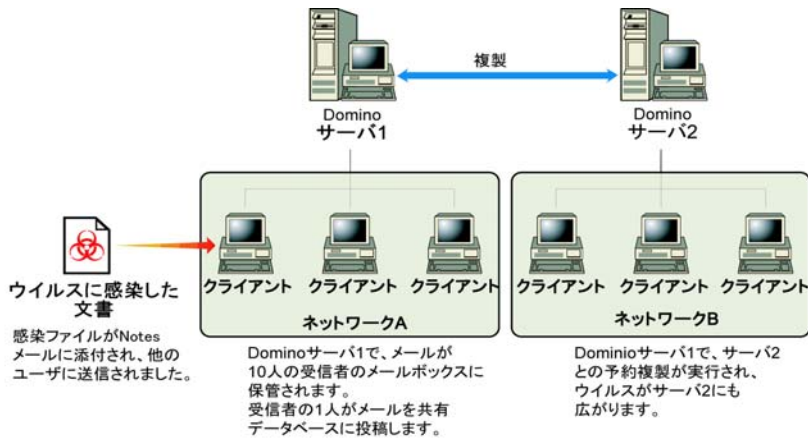 複製
Domino
サーバ1
Domino
サーバ2
クライアント
クライアント
クライアント
ネットワークA
クライアント
クライアント
クライアント
ネットワークB
ウイルスに感染した
文書
感染ファイルがNotes
メールに添付され、他の
ユーザに送信されました。
Dominoサーバ1で、メールが
10人の受信者のメールボックスに
保管されます。
受信者の1人がメールを共有
データベースに投稿します。
Dominioサーバ1で、サーバ2
との予約複製が実行され、
ウイルスがサーバ2にも
広がります。